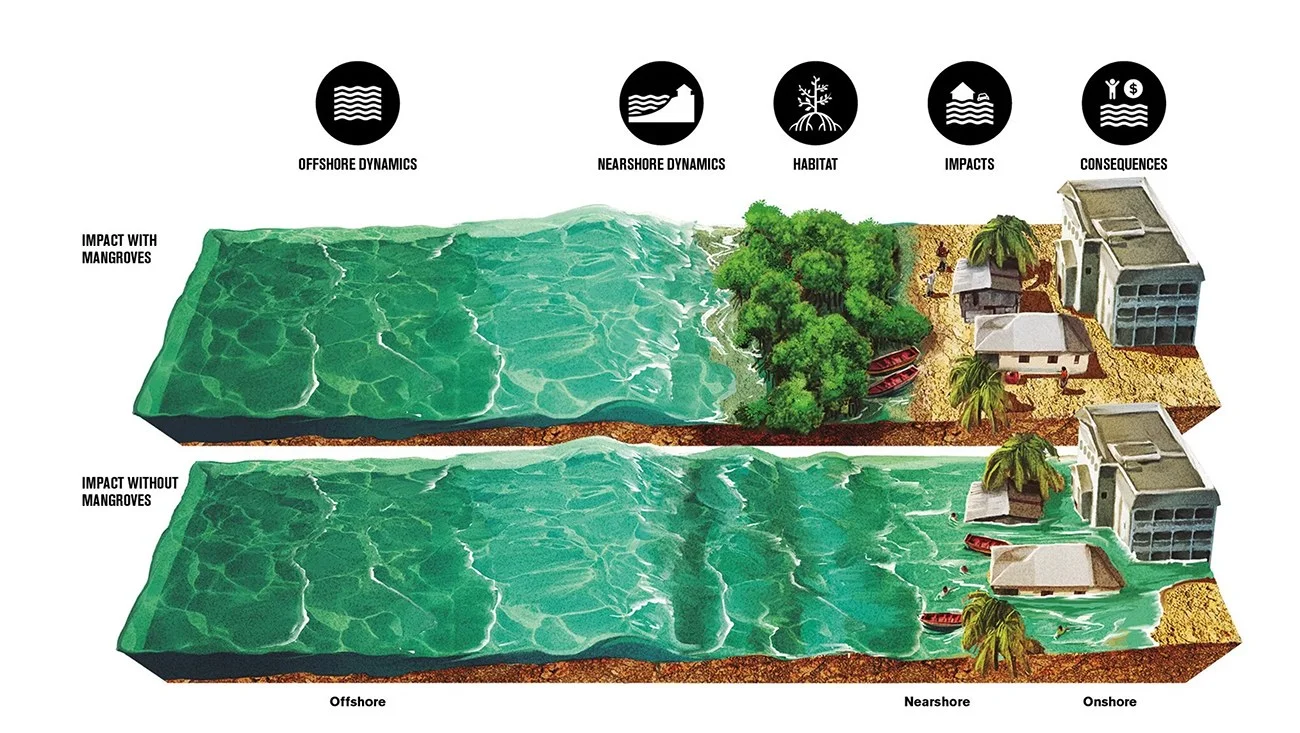 $
OFFSHORE DYNAMICS
NEARSHORE DYNAMICS
HABITAT
IMPACTS
CONSEQUENCES
IMPACT WITH
MANGROVES
IMPACT WITHOUT
MANGROVES
Offshore
Nearshore
Onshore